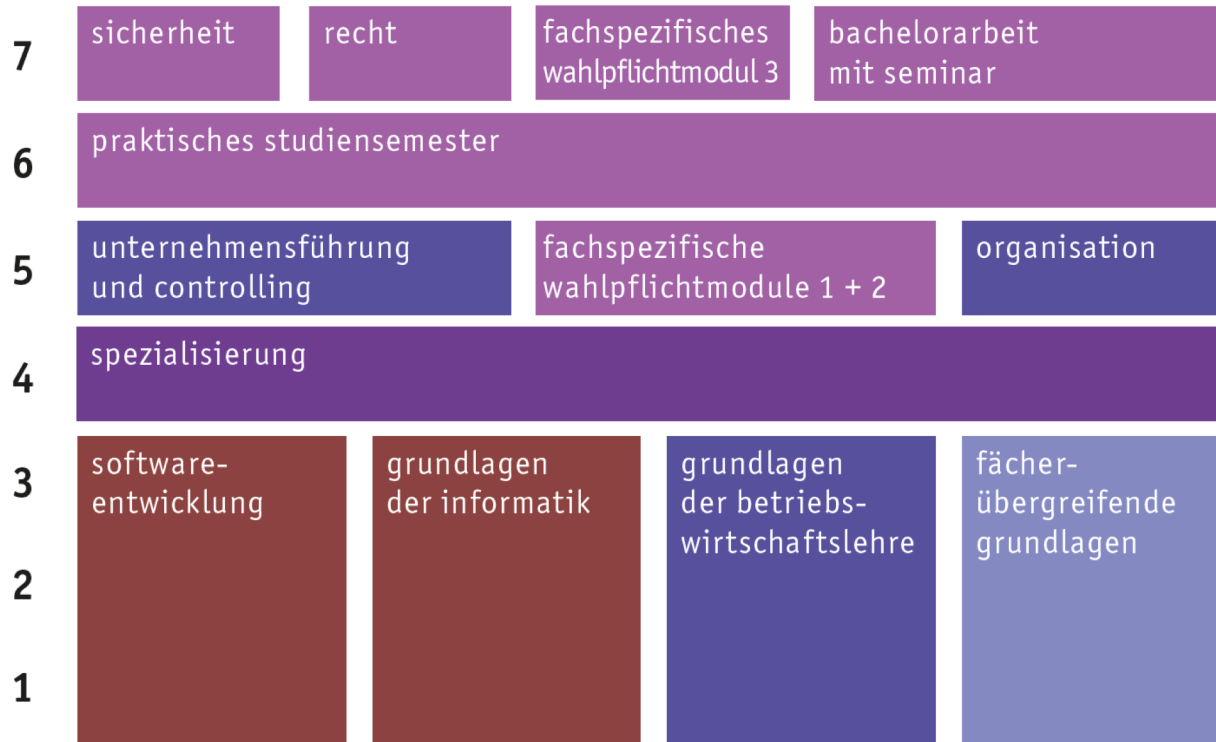 7
sicherheit
recht
fachspezifisches
wahlpflichtmodul 3
bachelorarbeit
mit seminar
6
praktisches studiensemester
5
unternehmensführung
und controlling
fachspezifische
wahlpflichtmodule 1 + 2
organisation
4
spezialisierung
3
software-
entwicklung
grundlagen
der informatik
grundlagen
der betriebs-
wirtschaftslehre
fächer-
übergreifende
grundlagen
2
1